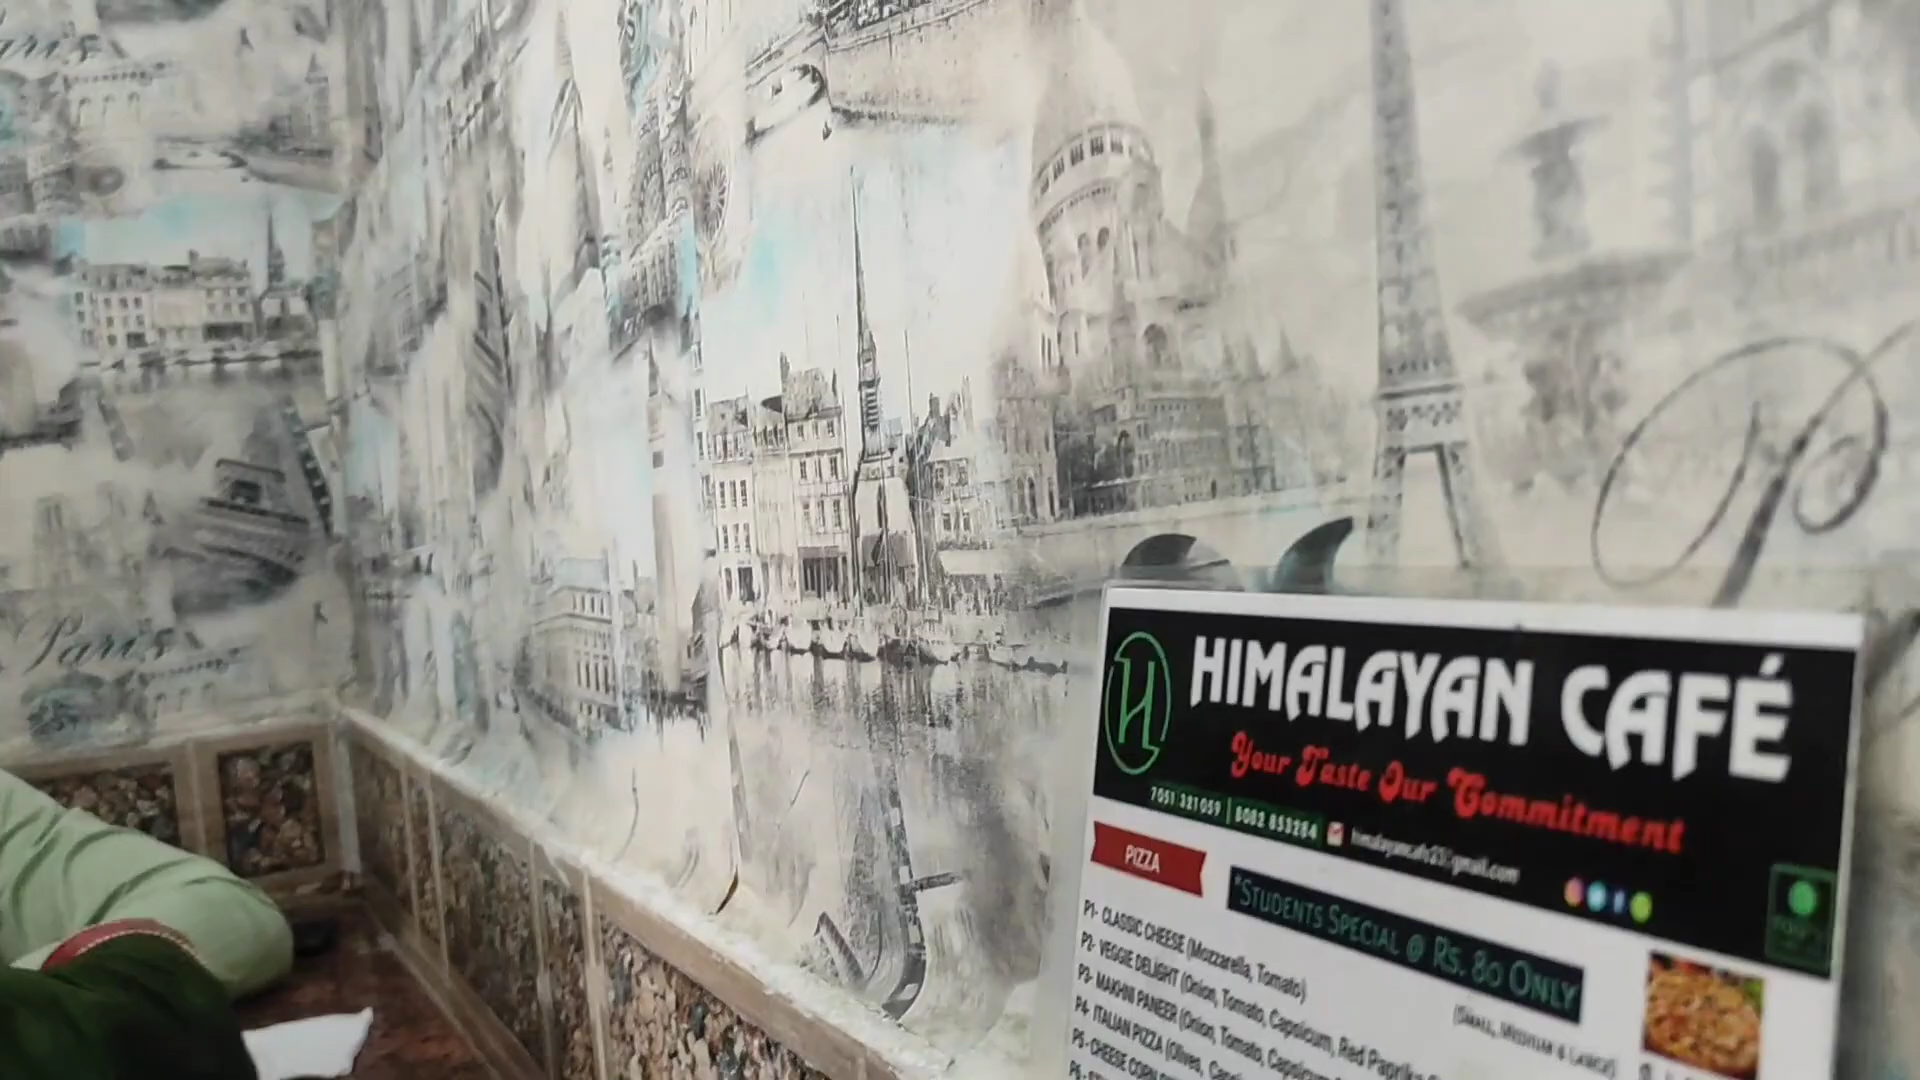 Paris
Paris
P
H
HIMALAYAN CAFÉ
Your Taste Our Commitment
7051 321059 | 8082 853284
PIZZA
*STUDENTS SPECIAL @ RS. 80 ONLY
(SMALL, MEDIUM & LARGE)
P1- CLASSIC CHEESE (Mozzarella, Tomato)
P2- VEGGIE DELIGHT (Onion, Tomato, Capsicum, Red Paprika
P3- MAKHNI PANEER (Onion, Tomato, Capsicum
P4- ITALIAN PIZZA (Olives,
P5- CHEESE CORN